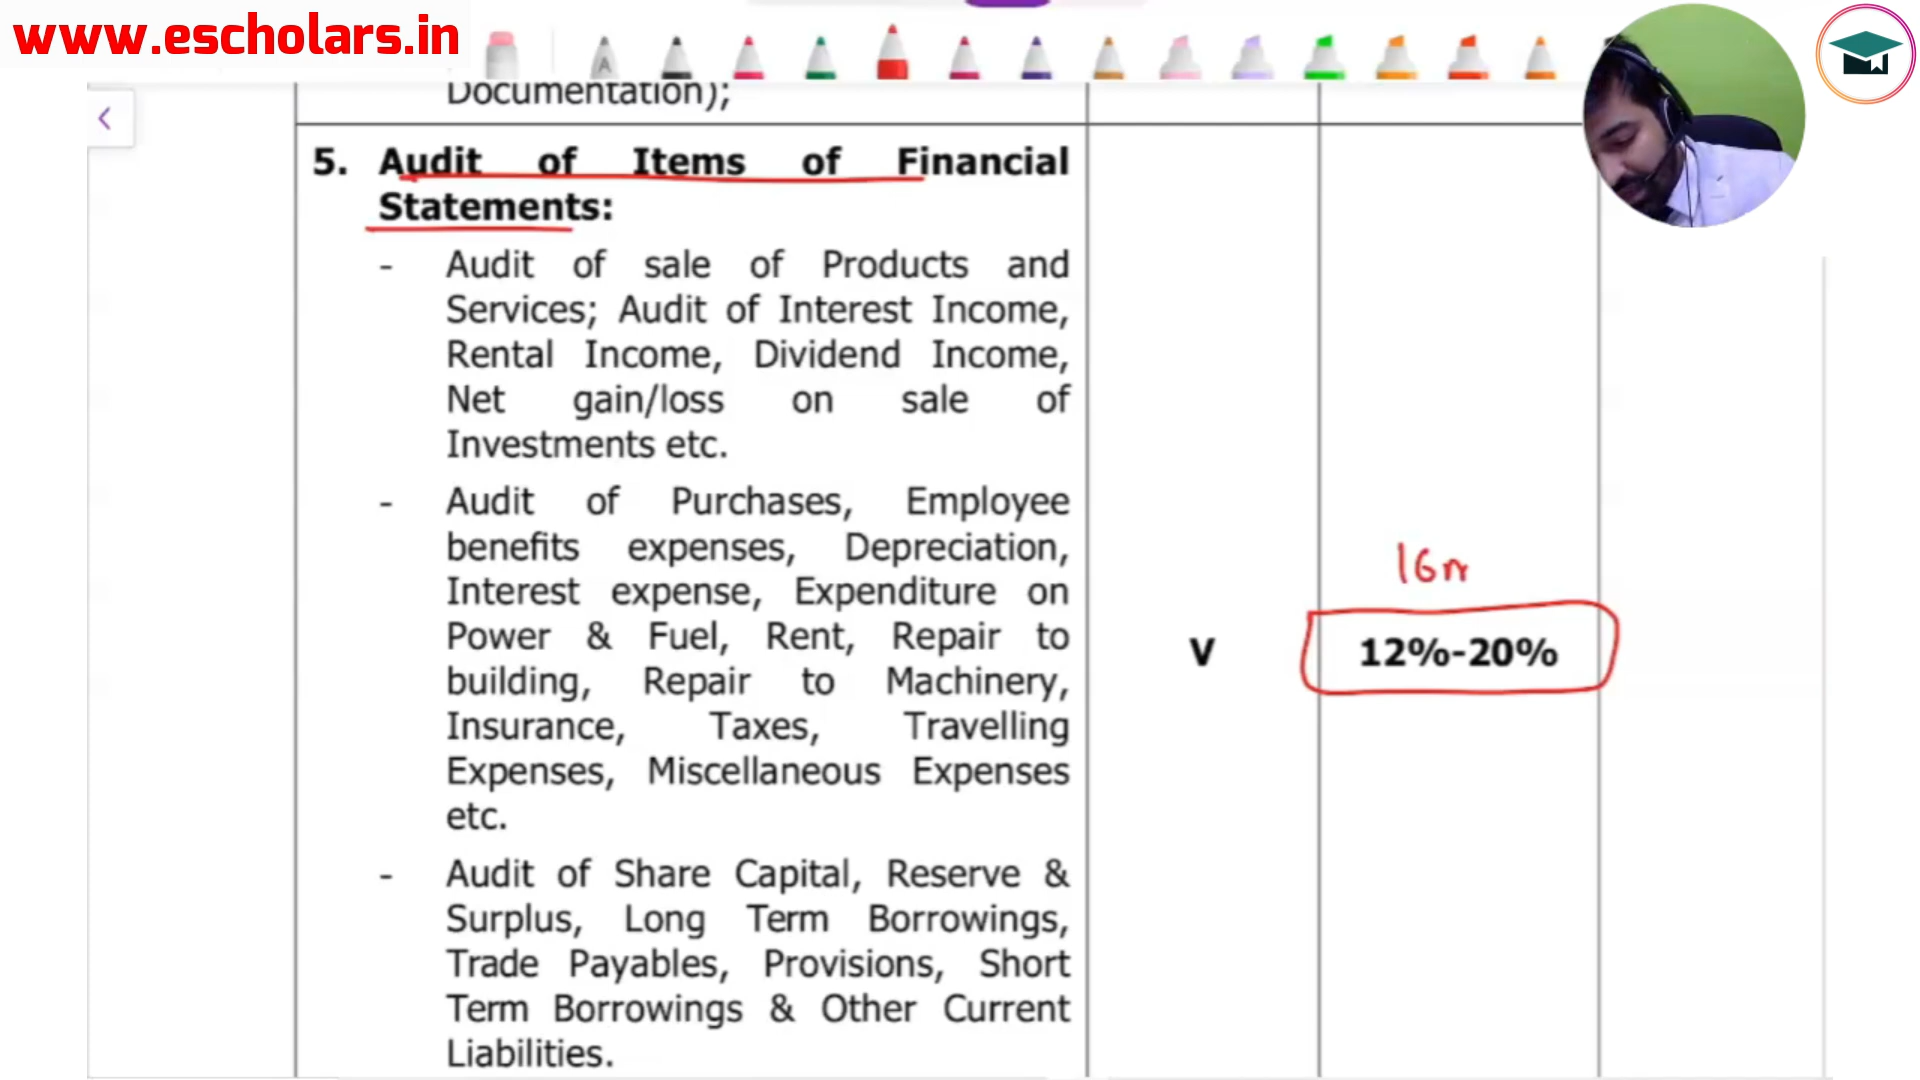 www.escholars.in
A
Documentation);
5. Audit of Items of Financial
Statements:
- Audit of sale of Products and
Services; Audit of Interest Income,
Rental Income, Dividend Income,
Net gain/loss on sale of
Investments etc.
- Audit of Purchases, Employee
benefits expenses, Depreciation,
Interest expense, Expenditure on
Power & Fuel, Rent, Repair to
building, Repair to Machinery,
Insurance, Taxes, Travelling
Expenses, Miscellaneous Expenses
etc.
16m
V 12%-20%
- Audit of Share Capital, Reserve &
Surplus, Long Term Borrowings,
Trade Payables, Provisions, Short
Term Borrowings & Other Current
Liabilities.